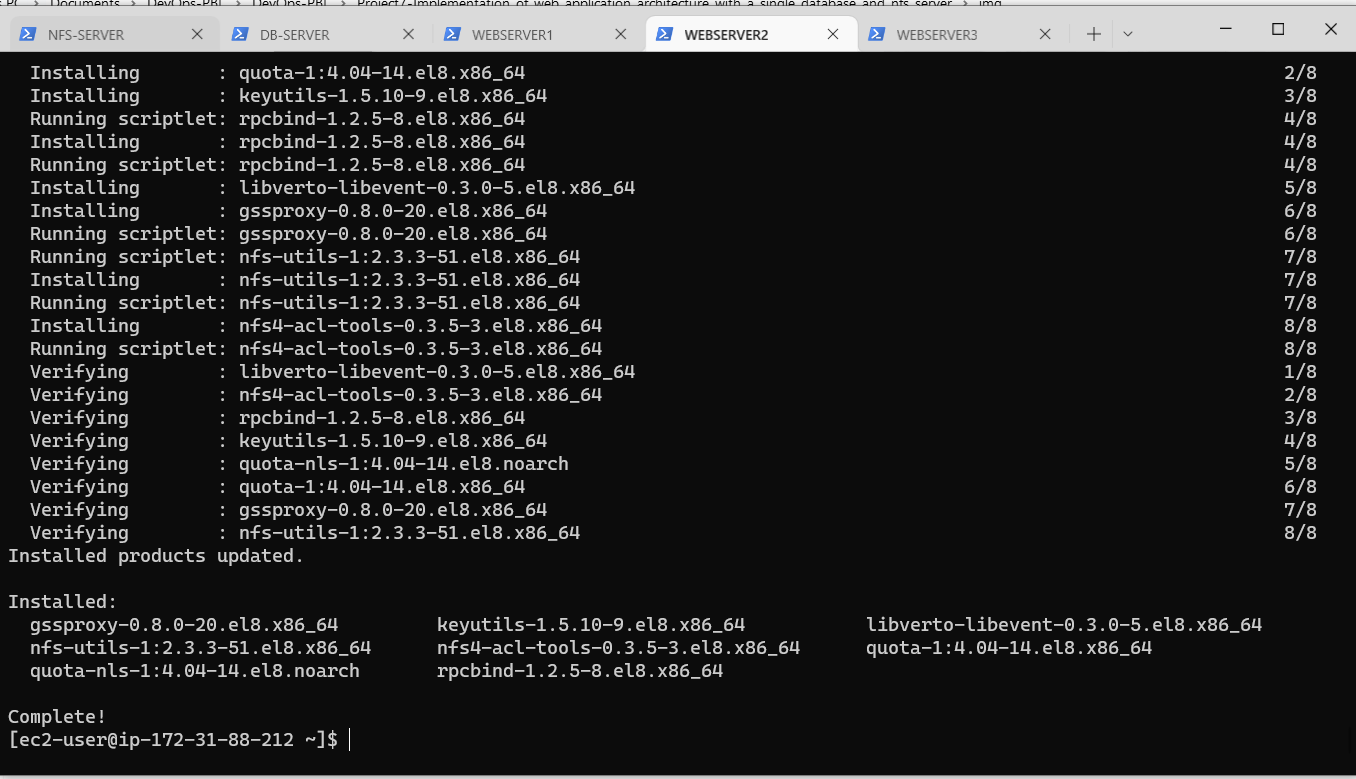 PC > Documents > DevOps-PBL > DevOps-PBL > Project7-Implementation of web application architecture with a single database and nfs server > img
NFS-SERVER DB-SERVER WEBSERVER1 WEBSERVER2 WEBSERVER3
Installing : quota-1:4.04-14.el8.x86_64 2/8
Installing : keyutils-1.5.10-9.el8.x86_64 3/8
Running scriptlet: rpcbind-1.2.5-8.el8.x86_64 4/8
Installing : rpcbind-1.2.5-8.el8.x86_64 4/8
Running scriptlet: rpcbind-1.2.5-8.el8.x86_64 4/8
Installing : libverto-libevent-0.3.0-5.el8.x86_64 5/8
Installing : gssproxy-0.8.0-20.el8.x86_64 6/8
Running scriptlet: gssproxy-0.8.0-20.el8.x86_64 6/8
Running scriptlet: nfs-utils-1:2.3.3-51.el8.x86_64 7/8
Installing : nfs-utils-1:2.3.3-51.el8.x86_64 7/8
Running scriptlet: nfs-utils-1:2.3.3-51.el8.x86_64 7/8
Installing : nfs4-acl-tools-0.3.5-3.el8.x86_64 8/8
Running scriptlet: nfs4-acl-tools-0.3.5-3.el8.x86_64 8/8
Verifying : libverto-libevent-0.3.0-5.el8.x86_64 1/8
Verifying : nfs4-acl-tools-0.3.5-3.el8.x86_64 2/8
Verifying : rpcbind-1.2.5-8.el8.x86_64 3/8
Verifying : keyutils-1.5.10-9.el8.x86_64 4/8
Verifying : quota-nls-1:4.04-14.el8.noarch 5/8
Verifying : quota-1:4.04-14.el8.x86_64 6/8
Verifying : gssproxy-0.8.0-20.el8.x86_64 7/8
Verifying : nfs-utils-1:2.3.3-51.el8.x86_64 8/8
Installed products updated.
Installed:
gssproxy-0.8.0-20.el8.x86_64 keyutils-1.5.10-9.el8.x86_64 libverto-libevent-0.3.0-5.el8.x86_64
nfs-utils-1:2.3.3-51.el8.x86_64 nfs4-acl-tools-0.3.5-3.el8.x86_64 quota-1:4.04-14.el8.x86_64
quota-nls-1:4.04-14.el8.noarch rpcbind-1.2.5-8.el8.x86_64
Complete!
[ec2-user@ip-172-31-88-212 ~]$